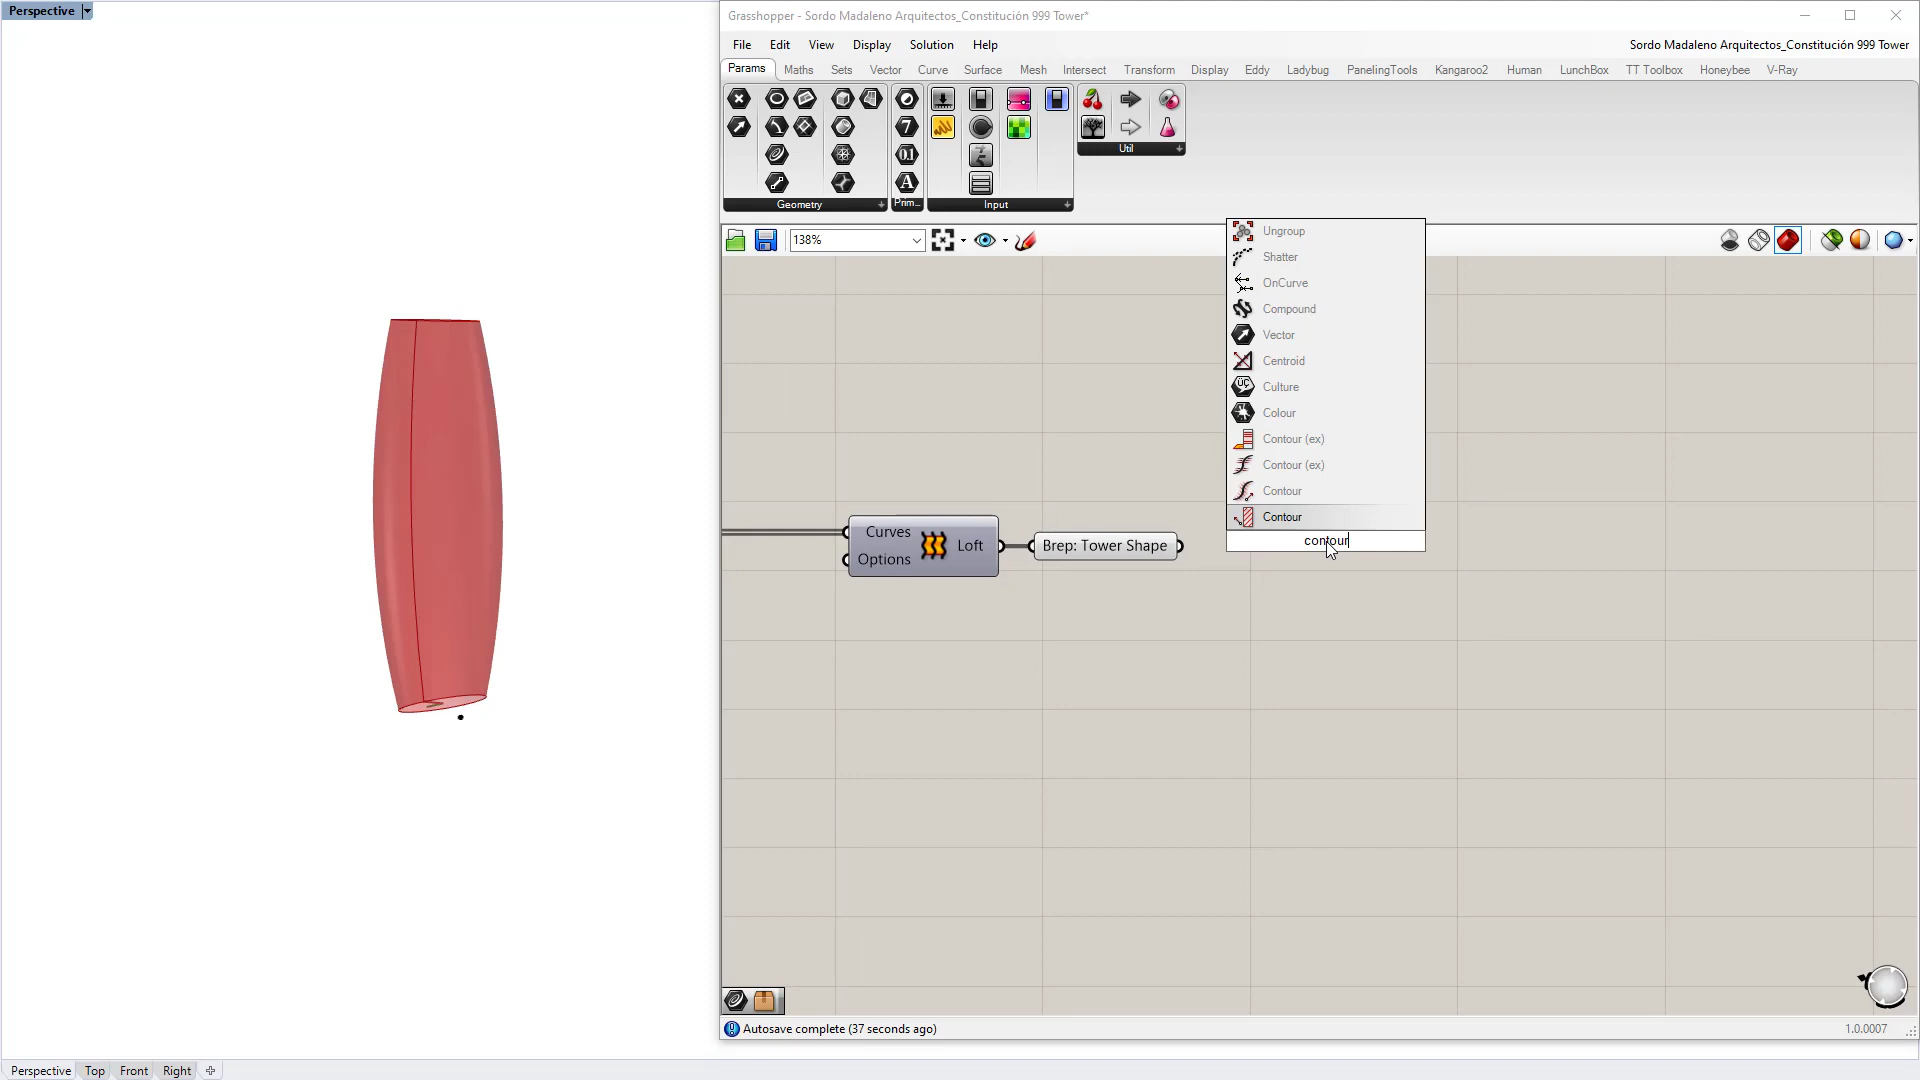 Perspective
Grasshopper - Sordo Madaleno Arquitectos_Constitución 999 Tower*
File Edit View Display Solution Help
Sordo Madaleno Arquitectos_Constitución 999 Tower
Params Maths Sets Vector Curve Surface Mesh Intersect Transform Display Eddy Ladybug PanelingTools Kangaroo2 Human LunchBox TT Toolbox Honeybee V-Ray
7
0.1
A
Geometry
Prim...
Input
Util
138%
Ungroup
Shatter
OnCurve
Compound
Vector
Centroid
Culture
Colour
Contour (ex)
Contour (ex)
Contour
Contour
contour
Curves
Options
Loft
Brep: Tower Shape
Autosave complete (37 seconds ago)
1.0.0007
Perspective Top Front Right